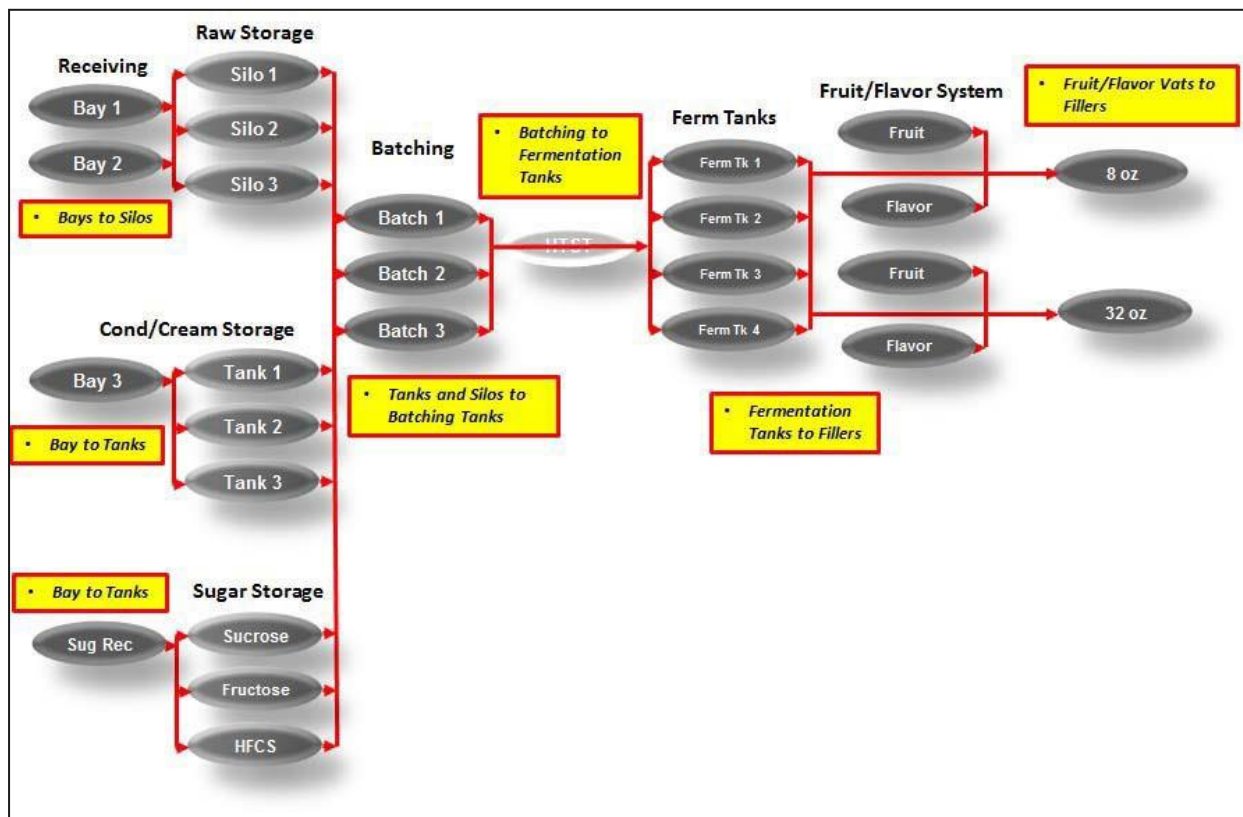 Raw Storage
Receiving
Silo 1
Bay 1
Silo 2
Bay 2
Silo 3
• Bays to Silos
Batching
Batch 1
Batch 2
Batch 3
• Batching to
Fermentation
Tanks
HTST
Ferm Tanks
Ferm Tk 1
Ferm Tk 2
Ferm Tk 3
Ferm Tk 4
Fruit/Flavor System
Fruit
Flavor
Fruit
Flavor
• Fruit/Flavor Vats to
Fillers
8 oz
32 oz
Cond/Cream Storage
Bay 3
Tank 1
Tank 2
Tank 3
• Bay to Tanks
• Tanks and Silos to
Batching Tanks
• Fermentation
Tanks to Fillers
• Bay to Tanks
Sugar Storage
Sug Rec
Sucrose
Fructose
HFCS